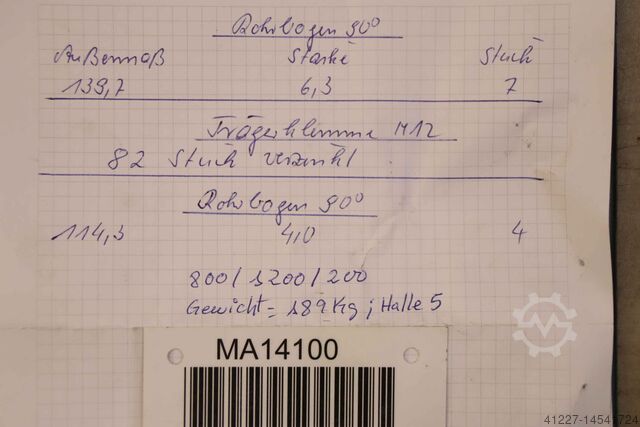 Rohrbogen 90°
Außenmaß Stärke Stück
139,7 6,3 7
Trägerklemme M12
82 Stück verzinkt
Rohrbogen 90°
114,3 4,0 4
800/1200/200
Gewicht = 189 Kg ; Halle 5
MA14100
41227-14541724